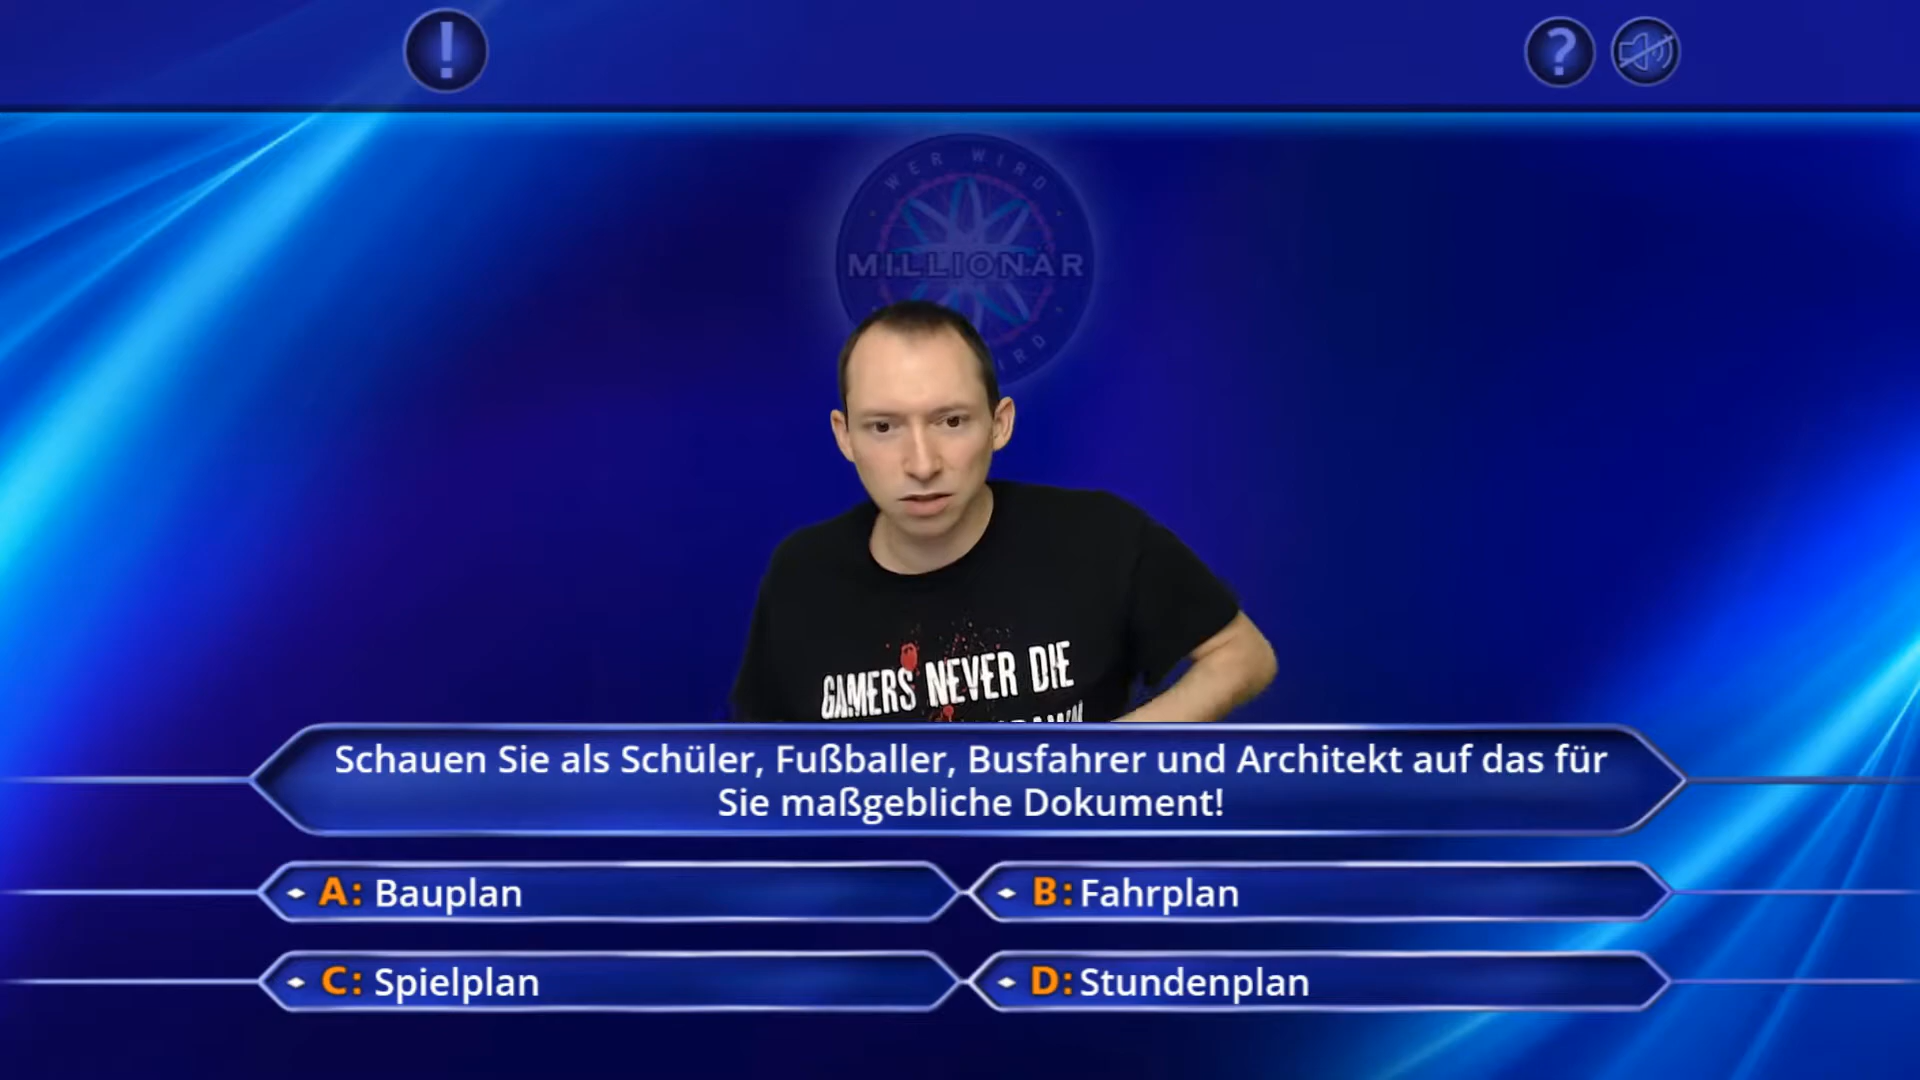 WER WIRD
MILLIONÄR
Schauen Sie als Schüler, Fußballer, Busfahrer und Architekt auf das für
Sie maßgebliche Dokument!
GAMERS NEVER DIE
A: Bauplan
B: Fahrplan
C: Spielplan
D: Stundenplan